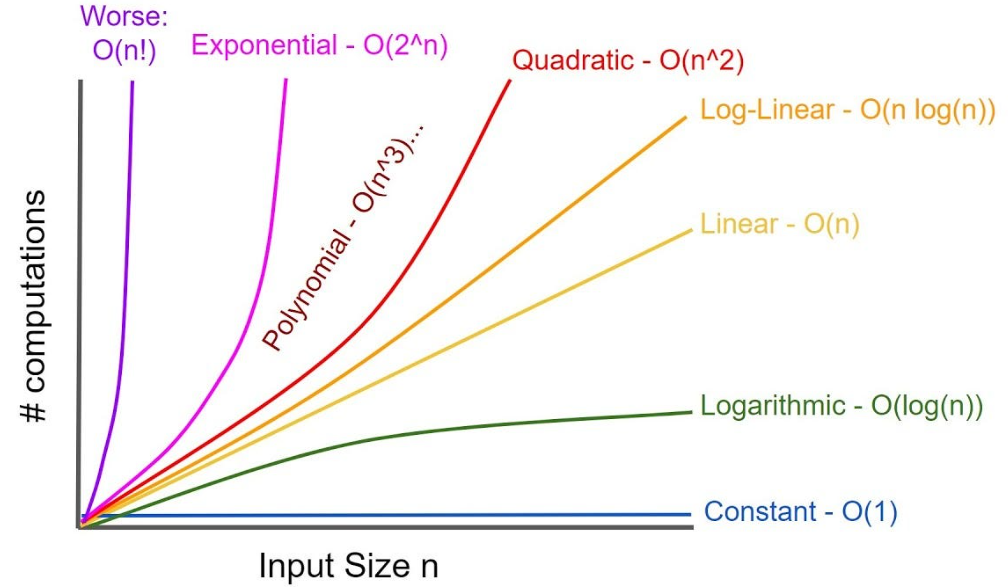 Worse:
O(n!)
Exponential - O(2^n)
Quadratic - O(n^2)
Log-Linear - O(n log(n))
Polynomial - O(n^3)...
Linear - O(n)
# computations
Logarithmic - O(log(n))
Constant - O(1)
Input Size n